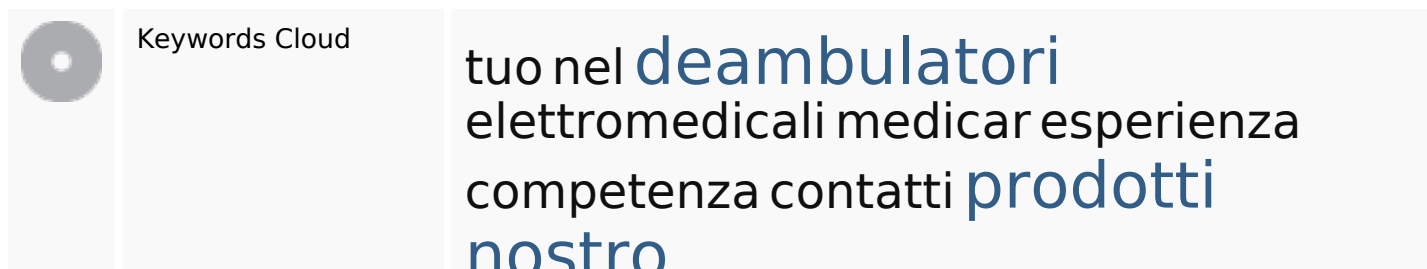 Keywords Cloud
tuo nel deambulatori
elettromedicali medicar esperienza
competenza contatti prodotti
nostro